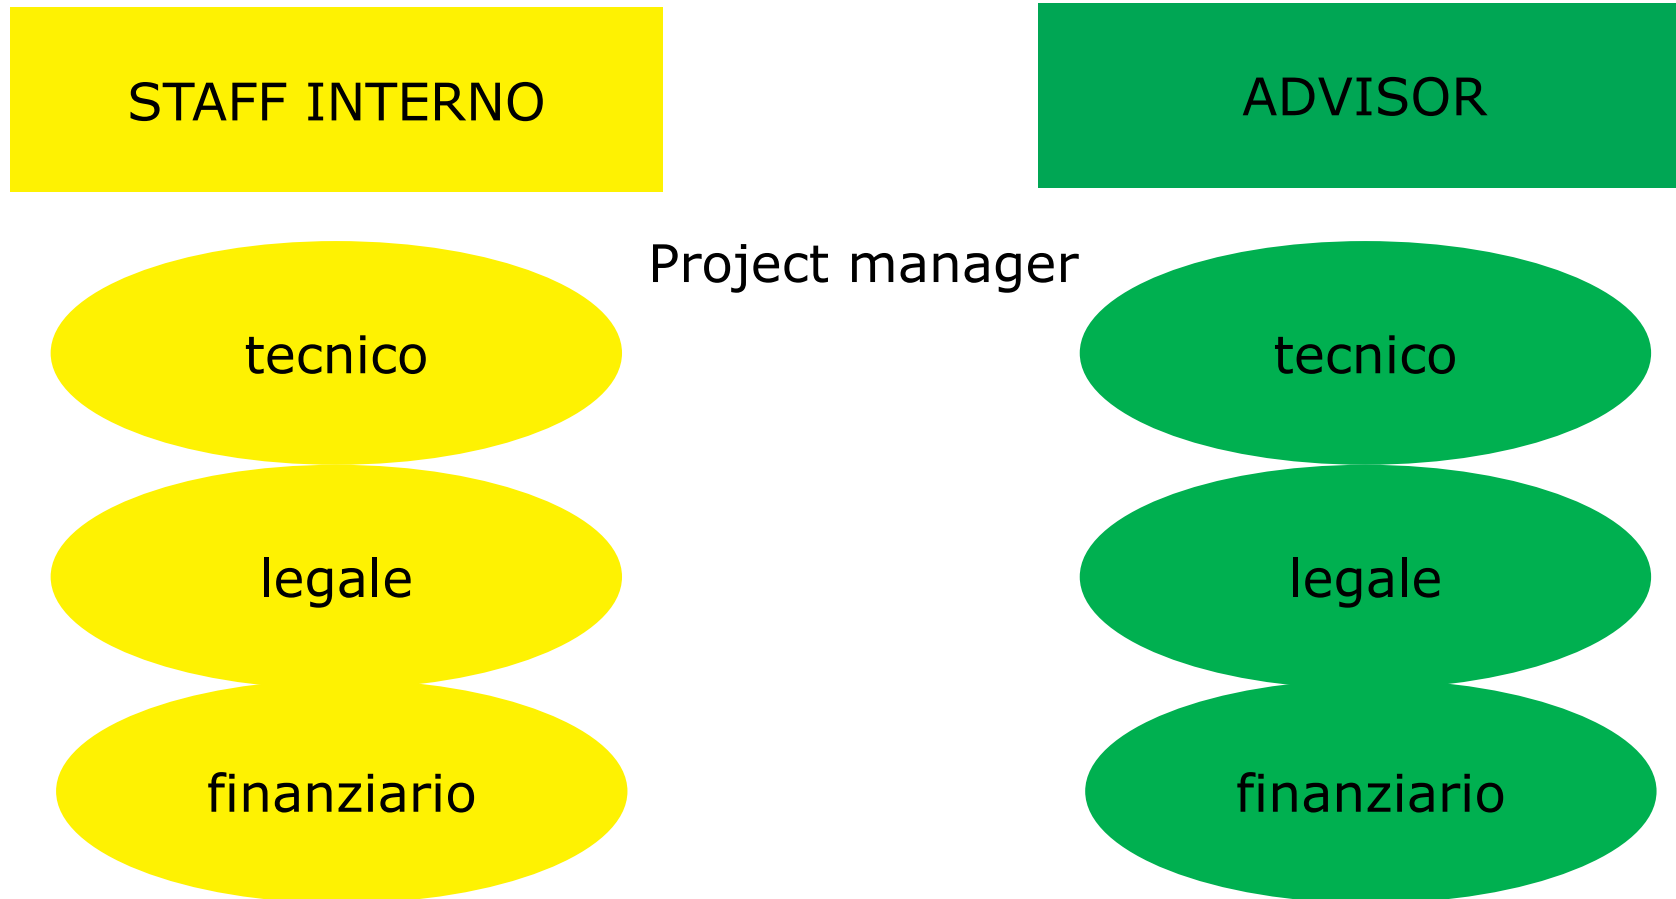 STAFF INTERNO
ADVISOR
Project manager
tecnico
tecnico
legale
legale
finanziario
finanziario